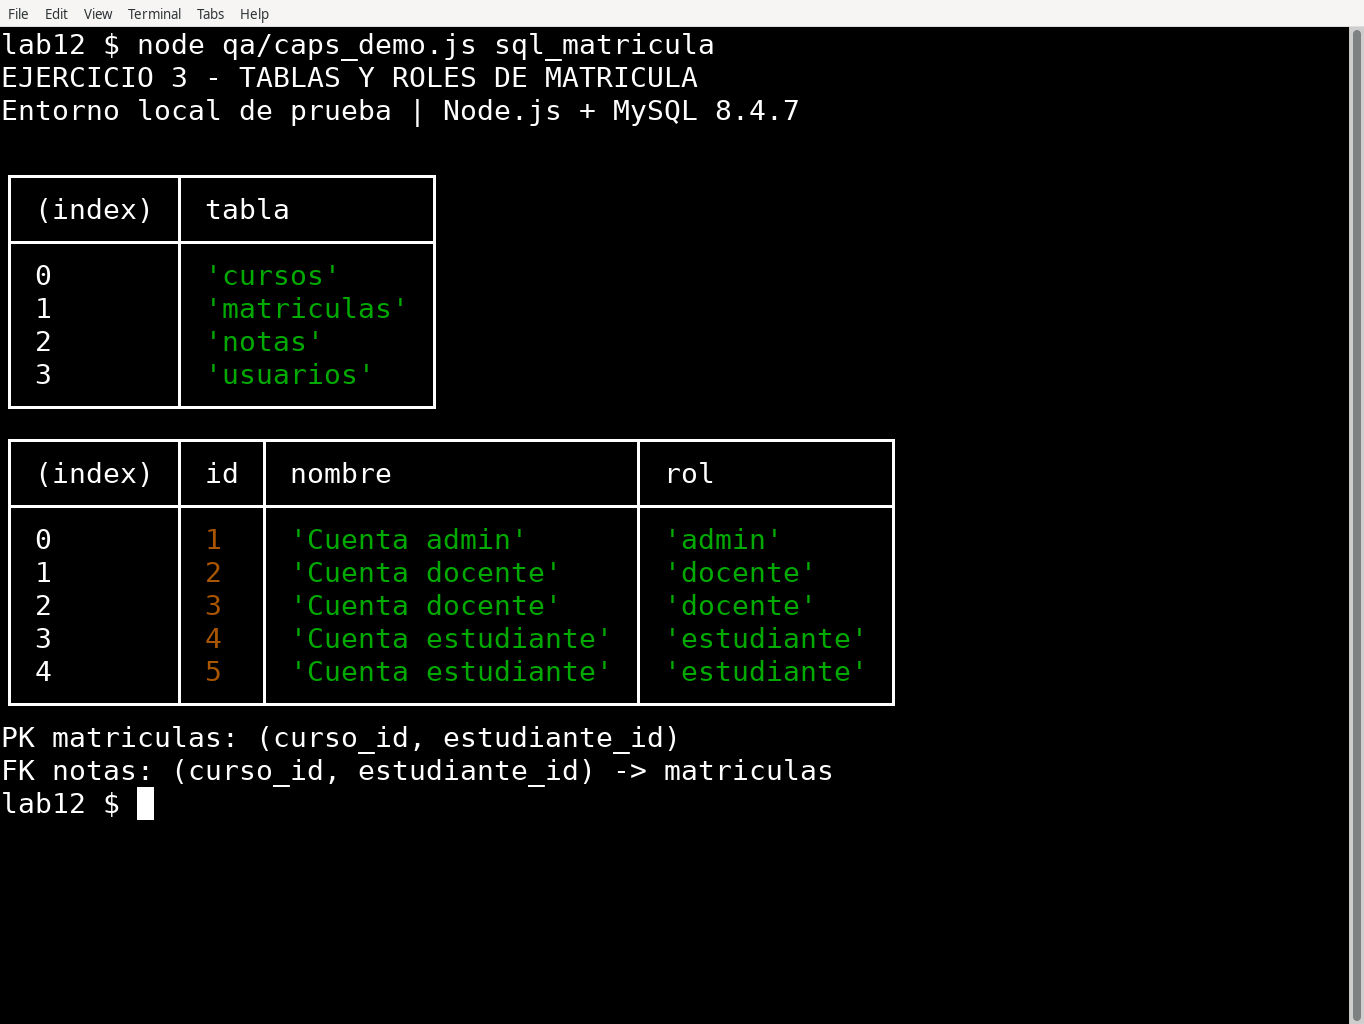 File Edit View Terminal Tabs Help
lab12 $ node qa/caps_demo.js sql_matricula
EJERCICIO 3 - TABLAS Y ROLES DE MATRICULA
Entorno local de prueba | Node.js + MySQL 8.4.7
(index) tabla
0 'cursos'
1 'matriculas'
2 'notas'
3 'usuarios'
(index) id nombre rol
0 1 'Cuenta admin' 'admin'
1 2 'Cuenta docente' 'docente'
2 3 'Cuenta docente' 'docente'
3 4 'Cuenta estudiante' 'estudiante'
4 5 'Cuenta estudiante' 'estudiante'
PK matriculas: (curso_id, estudiante_id)
FK notas: (curso_id, estudiante_id) -> matriculas
lab12 $